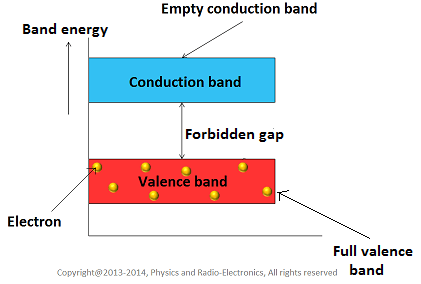 Empty conduction band
Band energy
Conduction band
Forbidden gap
Valence band
Electron
Full valence
band
Copyright@2013-2014, Physics and Radio-Electronics, All rights reserved